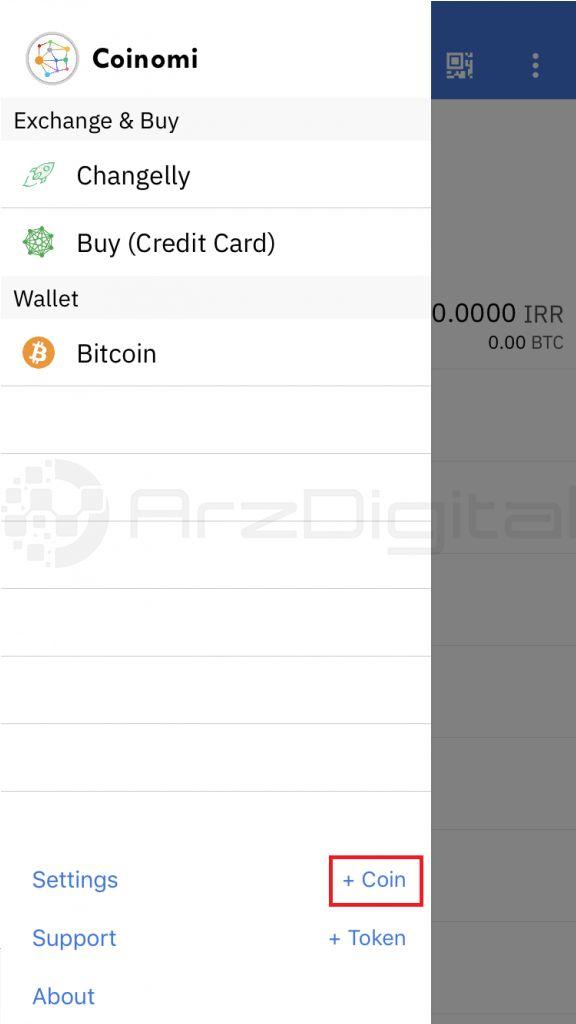 Coinomi
Exchange & Buy
Changelly
Buy (Credit Card)
Wallet
0.0000 IRR
0.00 BTC
Bitcoin
ArzDigital
Settings
+ Coin
Support
+ Token
About